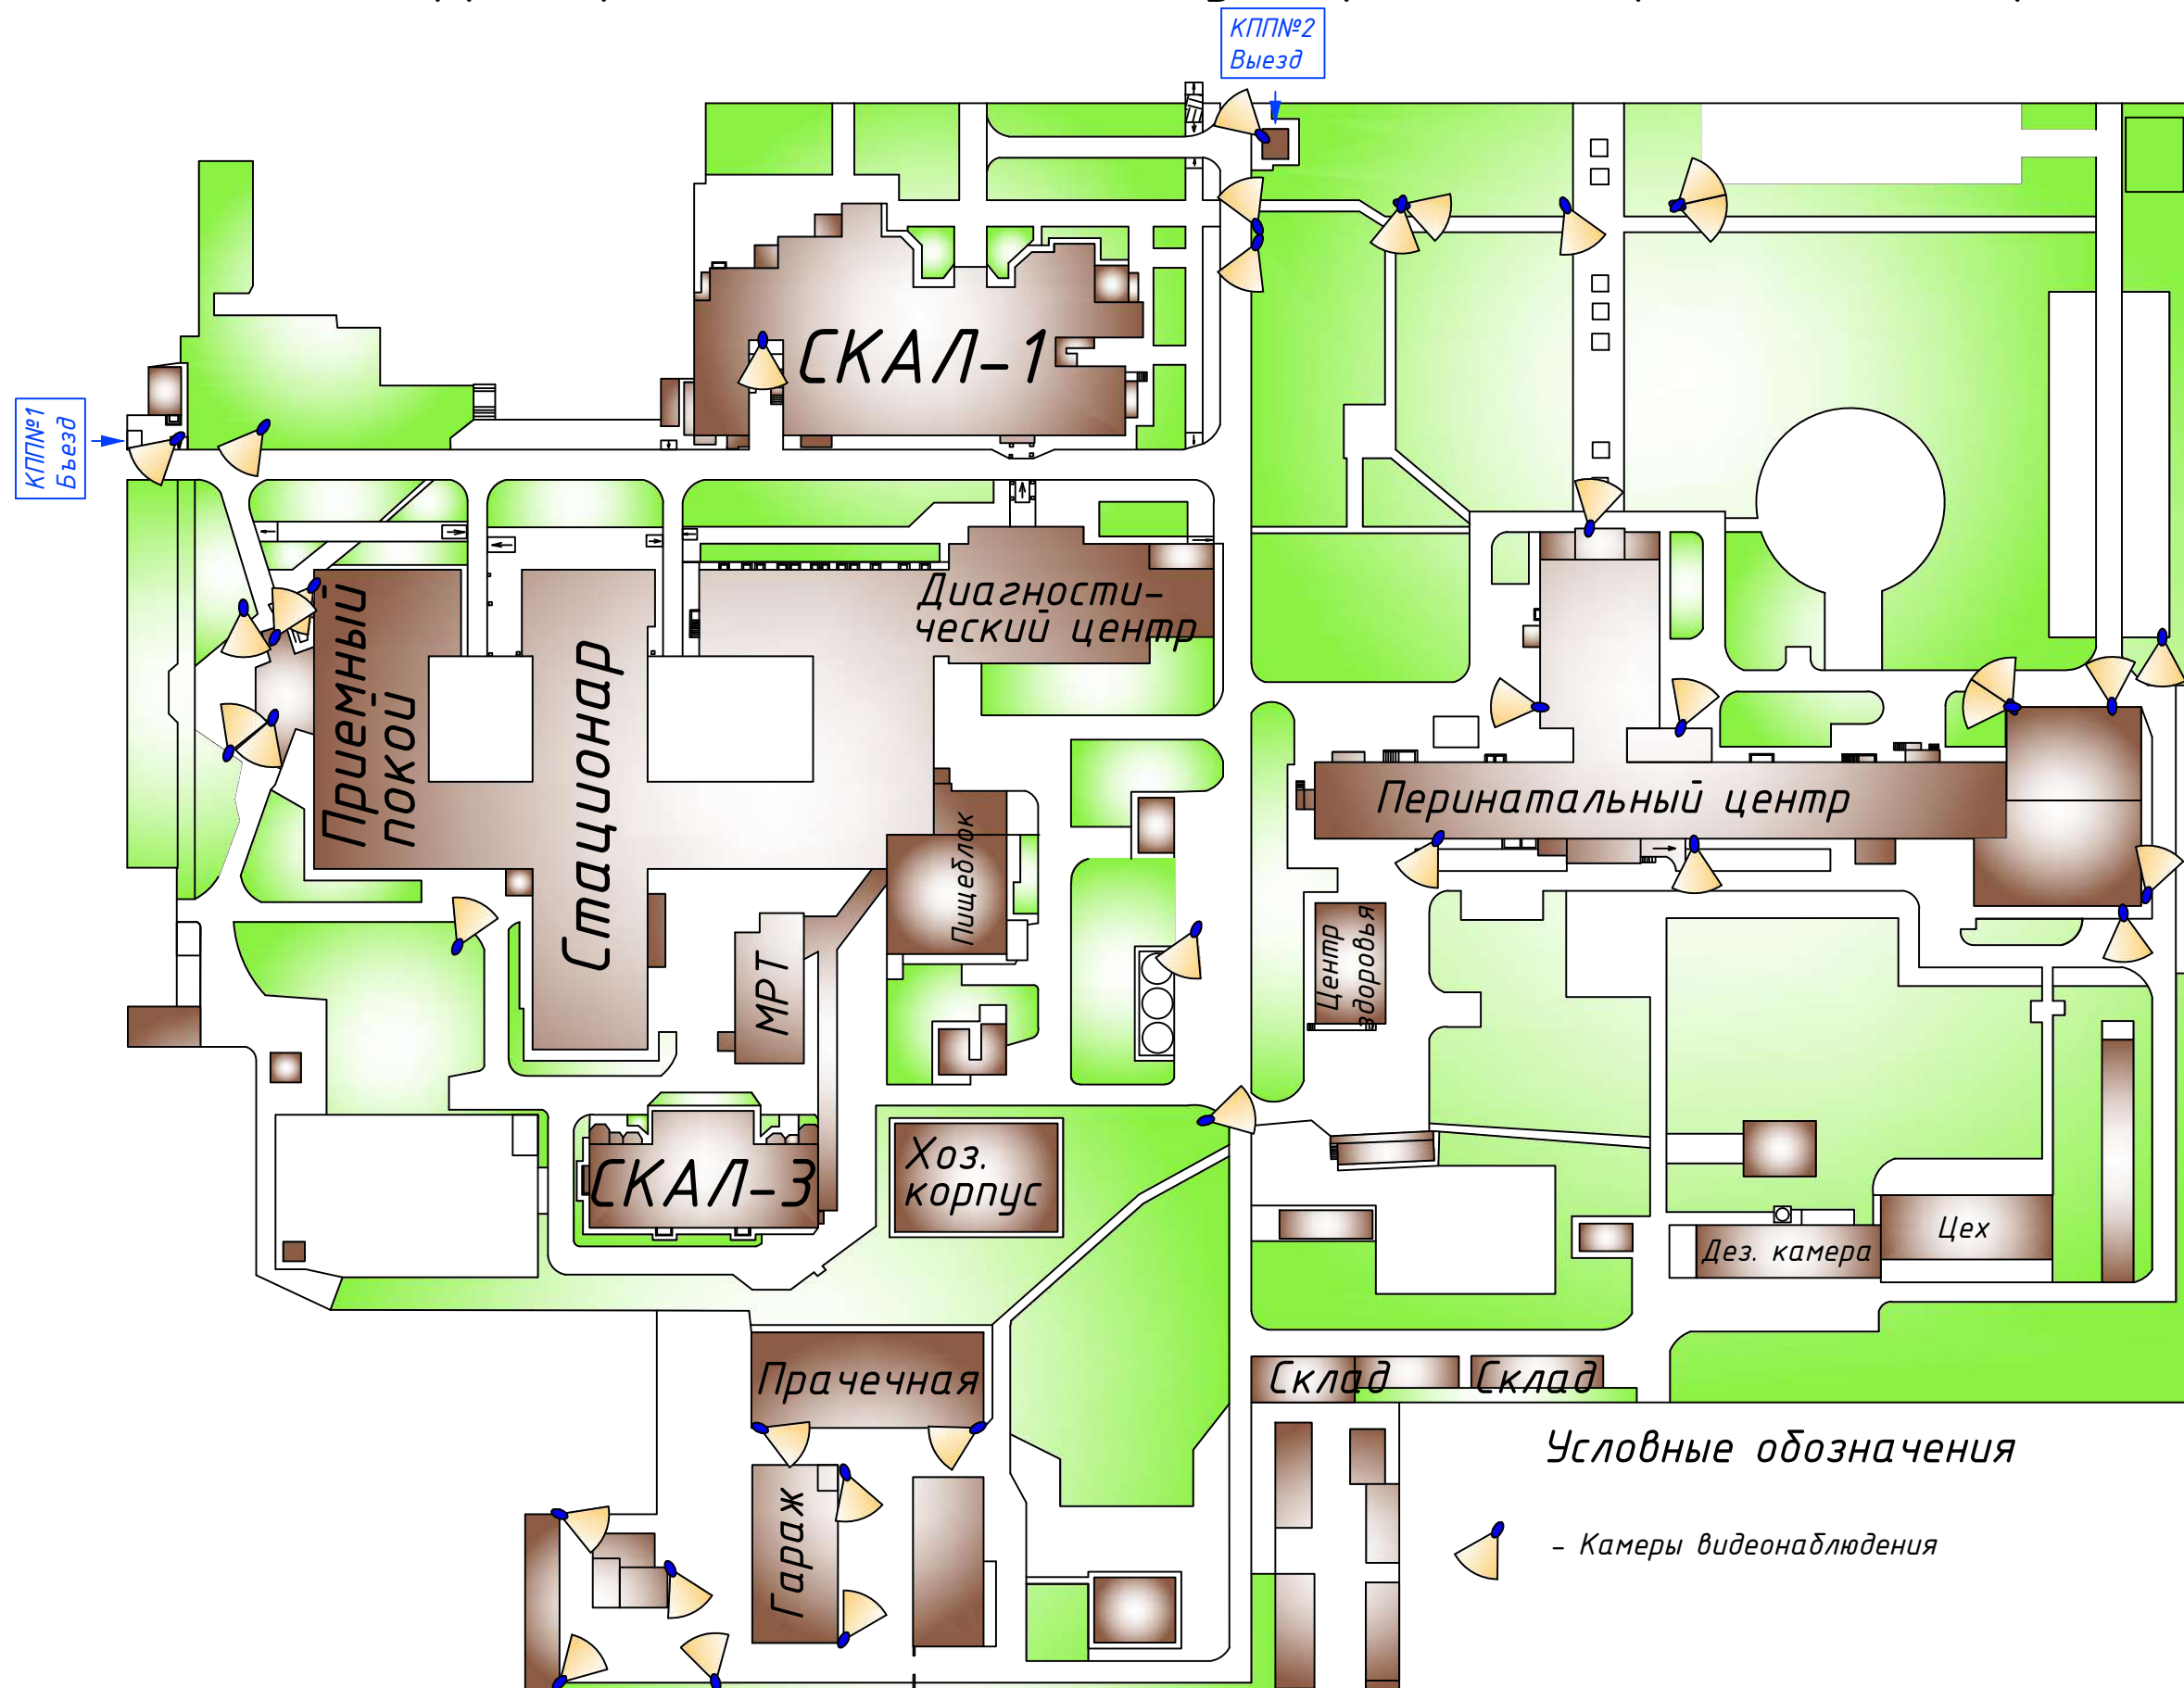 КПП№2
Выезд
КПП№1
Бъезд
СКАЛ-1
Диагности-
ческий центр
Приемный
покой
Стационар
Перинатальный центр
Пищеблок
МРТ
Центр
здоровья
СКАЛ-3
Хоз.
корпус
Дез. камера
Цех
Прачечная
Склад
Склад
Гараж
Условные обозначения
- Камеры видеонаблюдения